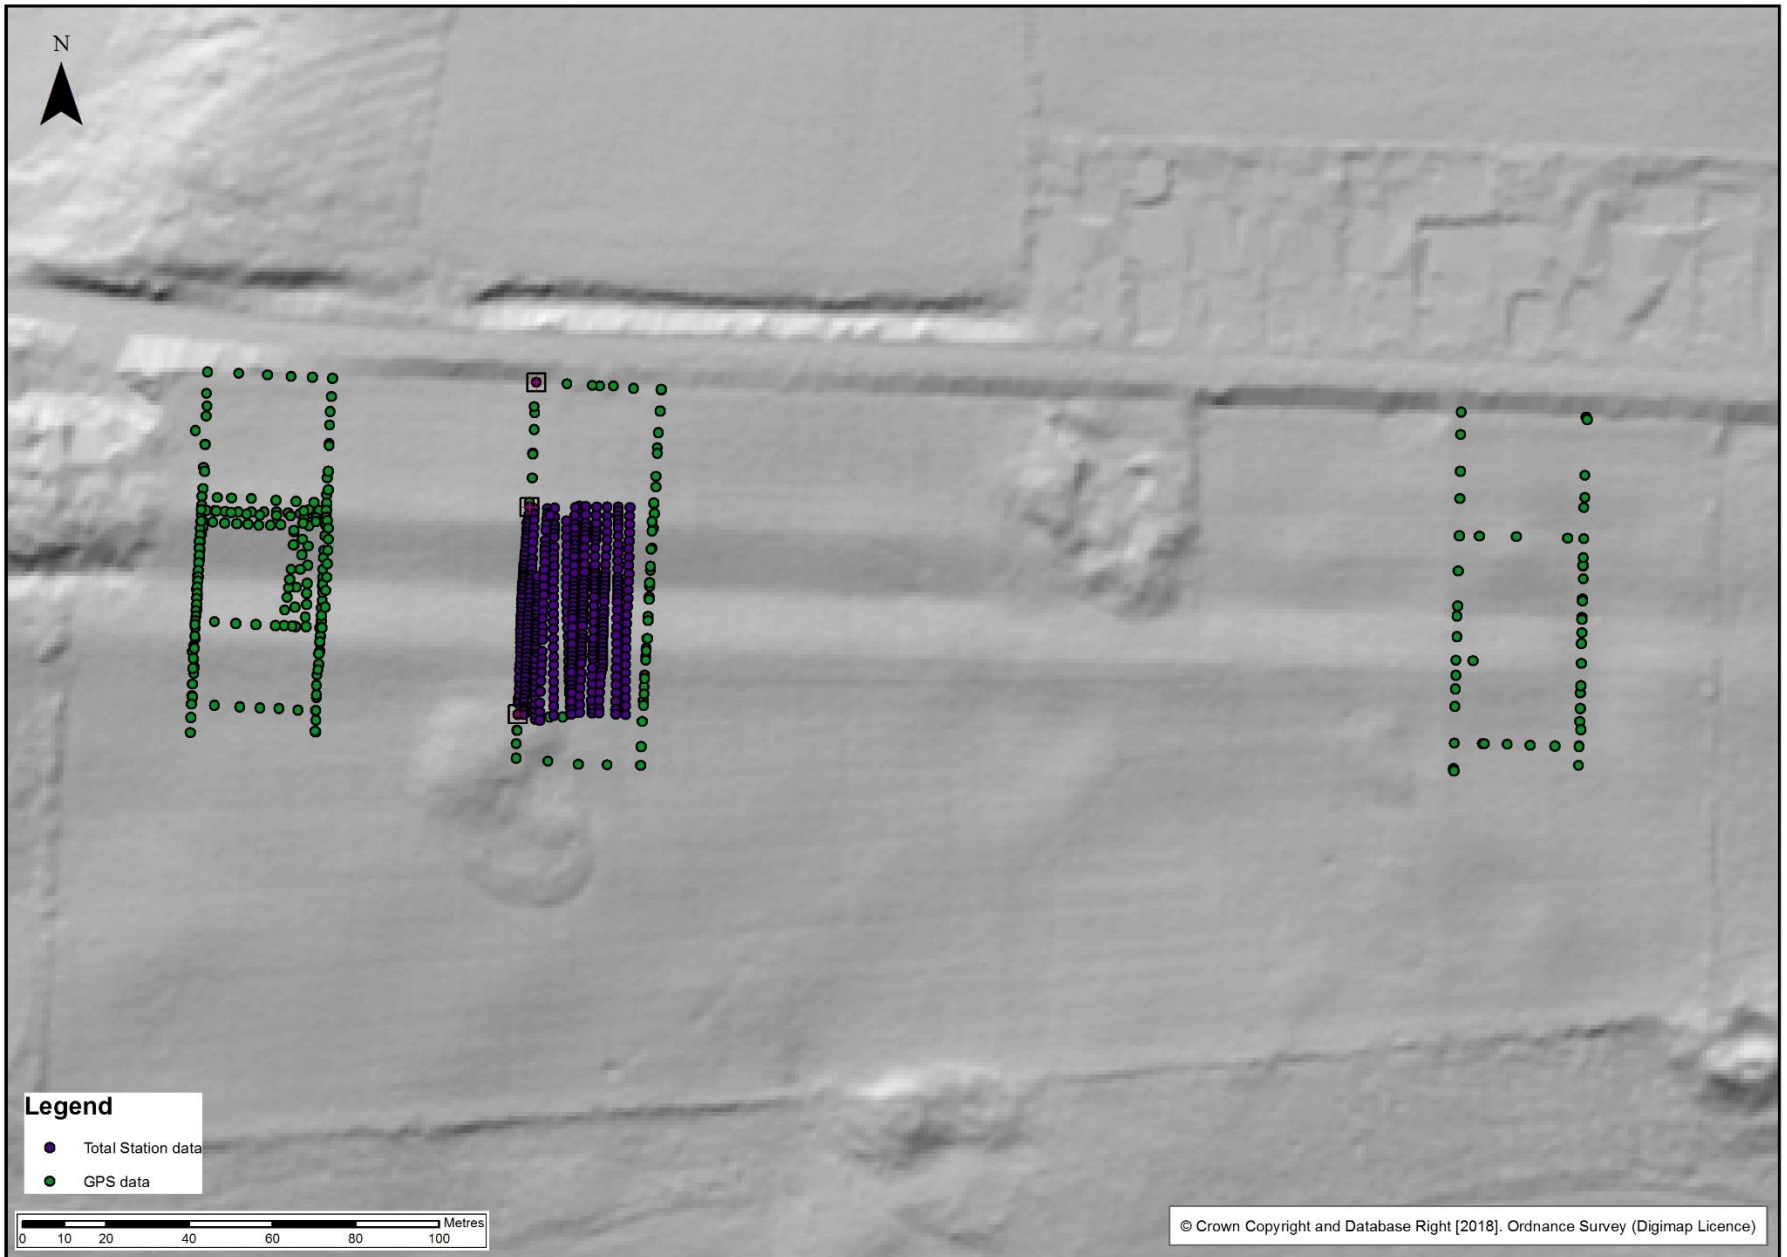 N
Legend
Total Station data
GPS data
Metres
0 10 20 40 60 80 100
© Crown Copyright and Database Right [2018]. Ordnance Survey (Digimap Licence)